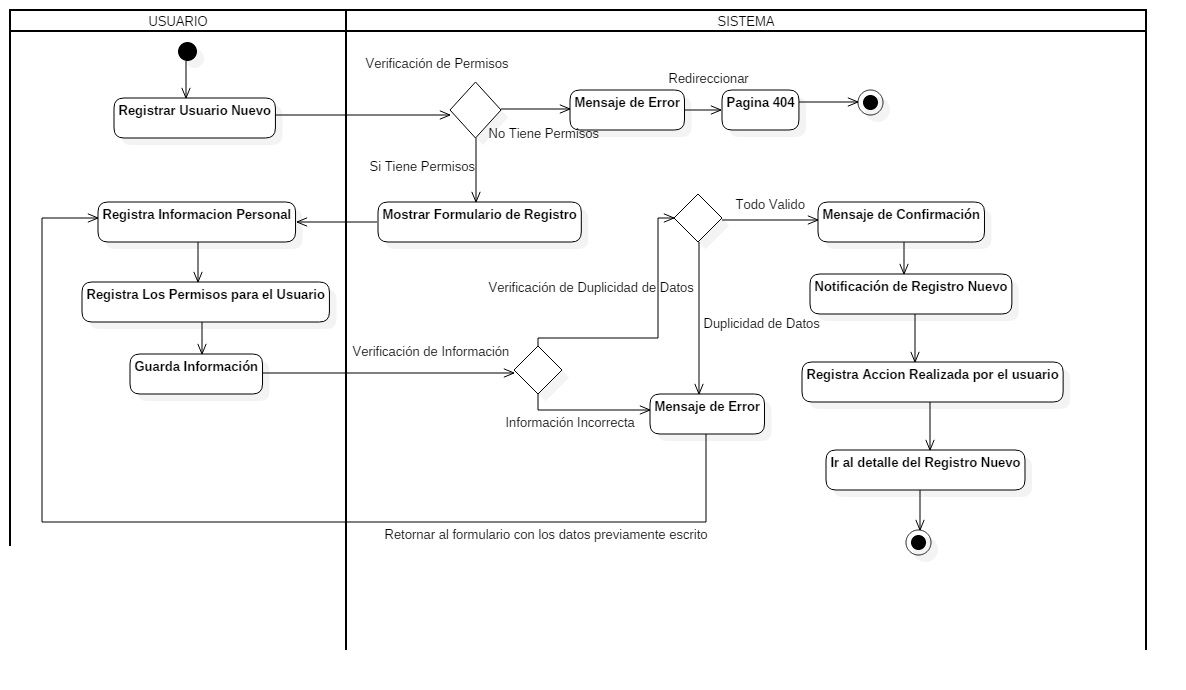 USUARIO
SISTEMA
Verificación de Permisos
Redireccionar
Registrar Usuario Nuevo
Mensaje de Error
Pagina 404
No Tiene Permisos
Si Tiene Permisos
Registra Informacion Personal
Mostrar Formulario de Registro
Todo Valido
Mensaje de Confirmación
Registra Los Permisos para el Usuario
Verificación de Duplicidad de Datos
Notificación de Registro Nuevo
Duplicidad de Datos
Verificación de Información
Guarda Información
Registra Accion Realizada por el usuario
Mensaje de Error
Información Incorrecta
Ir al detalle del Registro Nuevo
Retornar al formulario con los datos previamente escrito